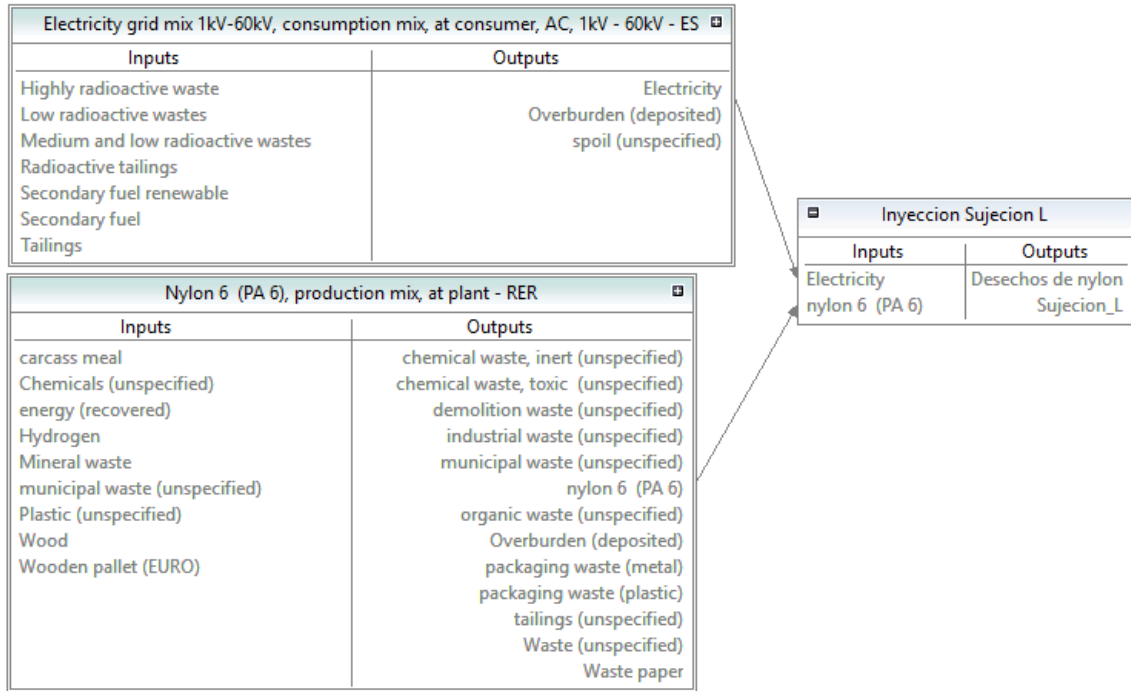 Electricity grid mix 1kV-60kV, consumption mix, at consumer, AC, 1kV - 60kV - ES
Inputs Outputs
Highly radioactive waste Electricity
Low radioactive wastes Overburden (deposited)
Medium and low radioactive wastes spoil (unspecified)
Radioactive tailings
Secondary fuel renewable
Secondary fuel
Tailings
Nylon 6 (PA 6), production mix, at plant - RER
Inputs Outputs
carcass meal chemical waste, inert (unspecified)
Chemicals (unspecified) chemical waste, toxic (unspecified)
energy (recovered) demolition waste (unspecified)
Hydrogen industrial waste (unspecified)
Mineral waste municipal waste (unspecified)
municipal waste (unspecified) nylon 6 (PA 6)
Plastic (unspecified) organic waste (unspecified)
Wood Overburden (deposited)
Wooden pallet (EURO) packaging waste (metal)
packaging waste (plastic)
tailings (unspecified)
Waste (unspecified)
Waste paper
Inyeccion Sujecion L
Inputs Outputs
Electricity Desechos de nylon
nylon 6 (PA 6) Sujecion_L